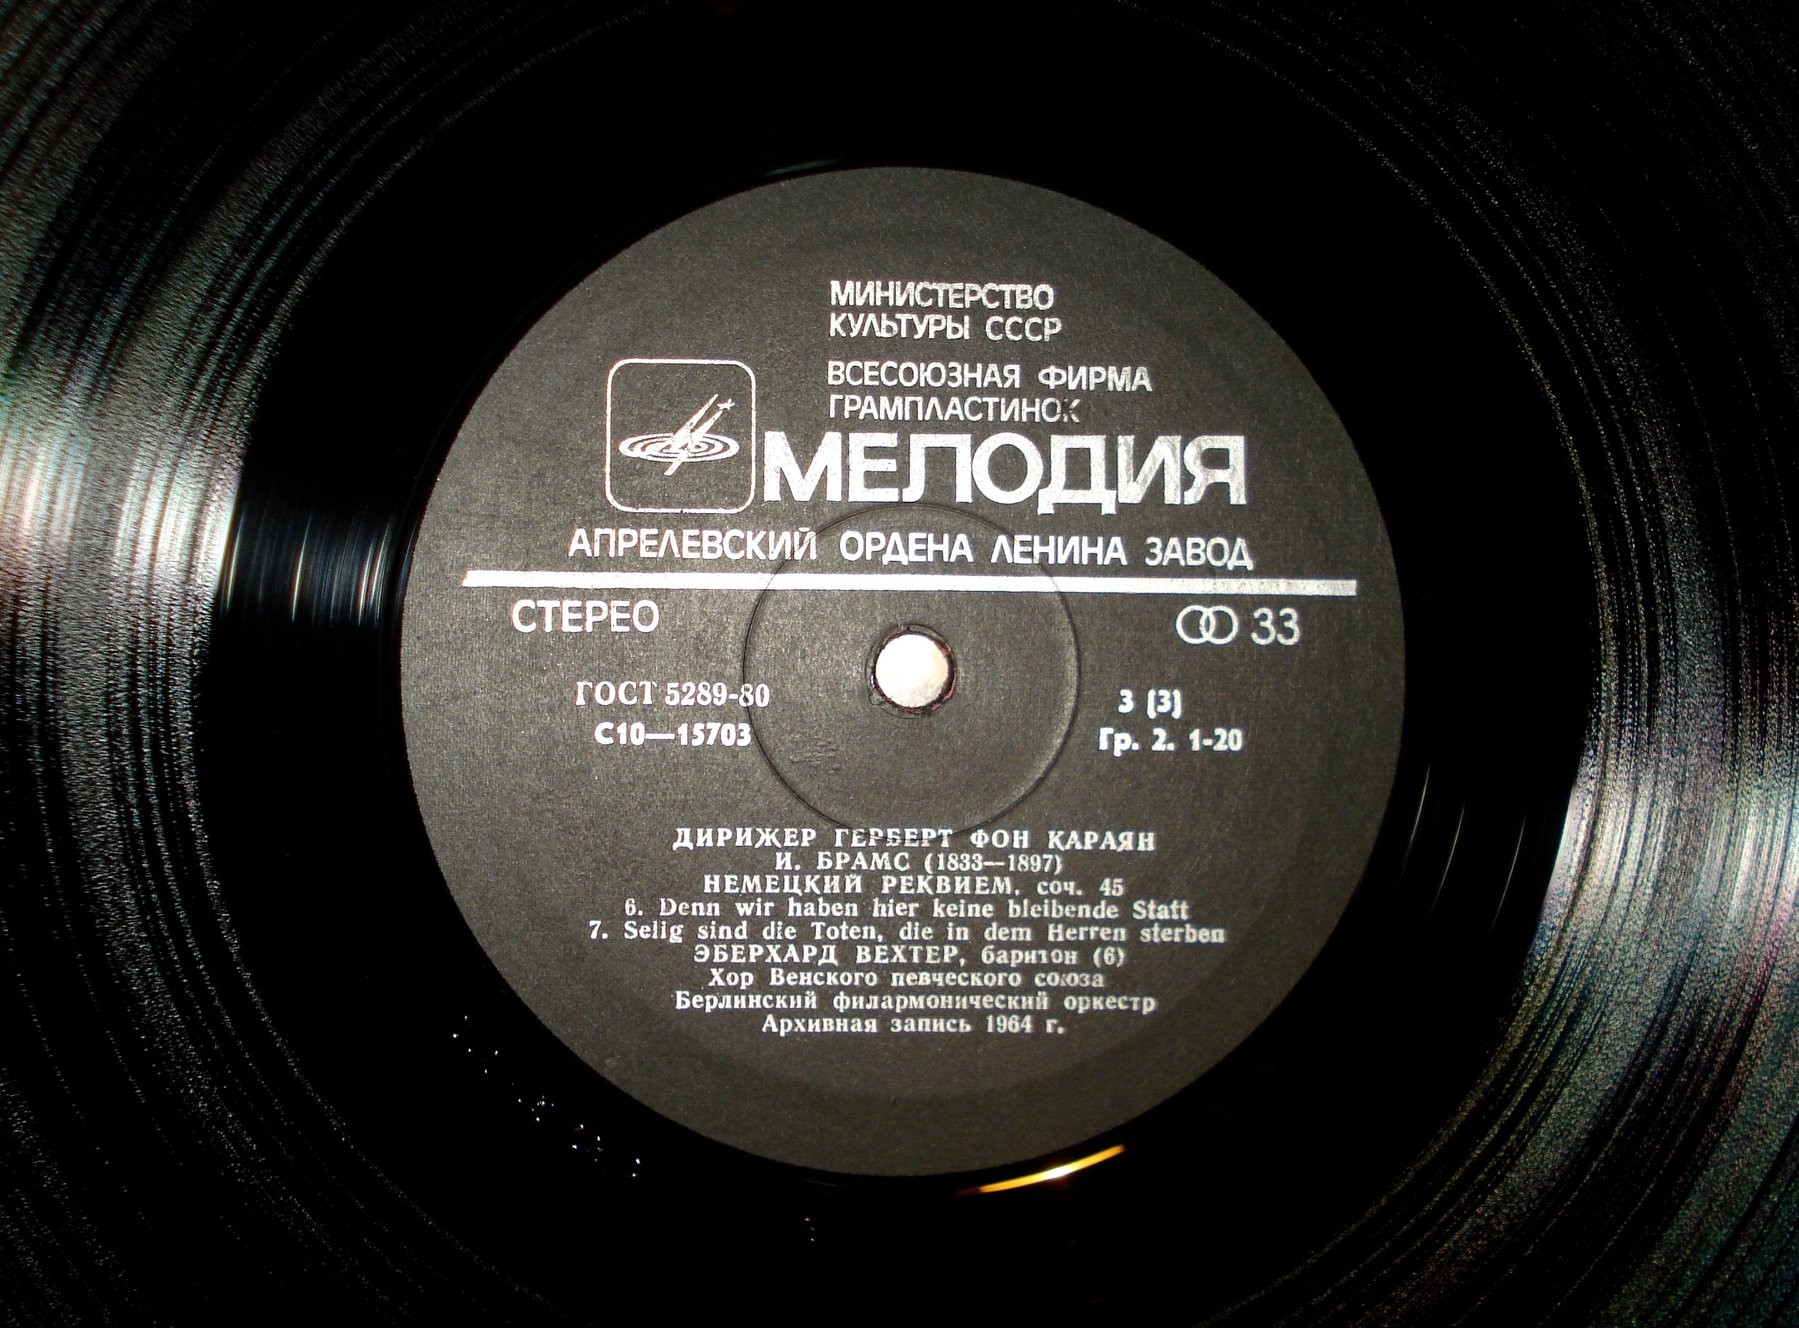 МИНИСТЕРСТВО
КУЛЬТУРЫ СССР
ВСЕСОЮЗНАЯ ФИРМА
ГРАМПЛАСТИНОК
МЕЛОДИЯ
АПРЕЛЕВСКИЙ ОРДЕНА ЛЕНИНА ЗАВОД
СТЕРЕО 33
ГОСТ 5289-80 3 (3)
С10—15703 Гр. 2. 1-20
ДИРИЖЕР ГЕРБЕРТ ФОН КАРАЯН
И. БРАМС (1833—1897)
НЕМЕЦКИЙ РЕКВИЕМ, соч. 45
6. Denn wir haben hier keine bleibende Statt
7. Selig sind die Toten, die in dem Herren sterben
ЭБЕРХАРД ВЕХТЕР, баритон (6)
Хор Венского певческого союза
Берлинский филармонический оркестр
Архивная запись 1964 г.